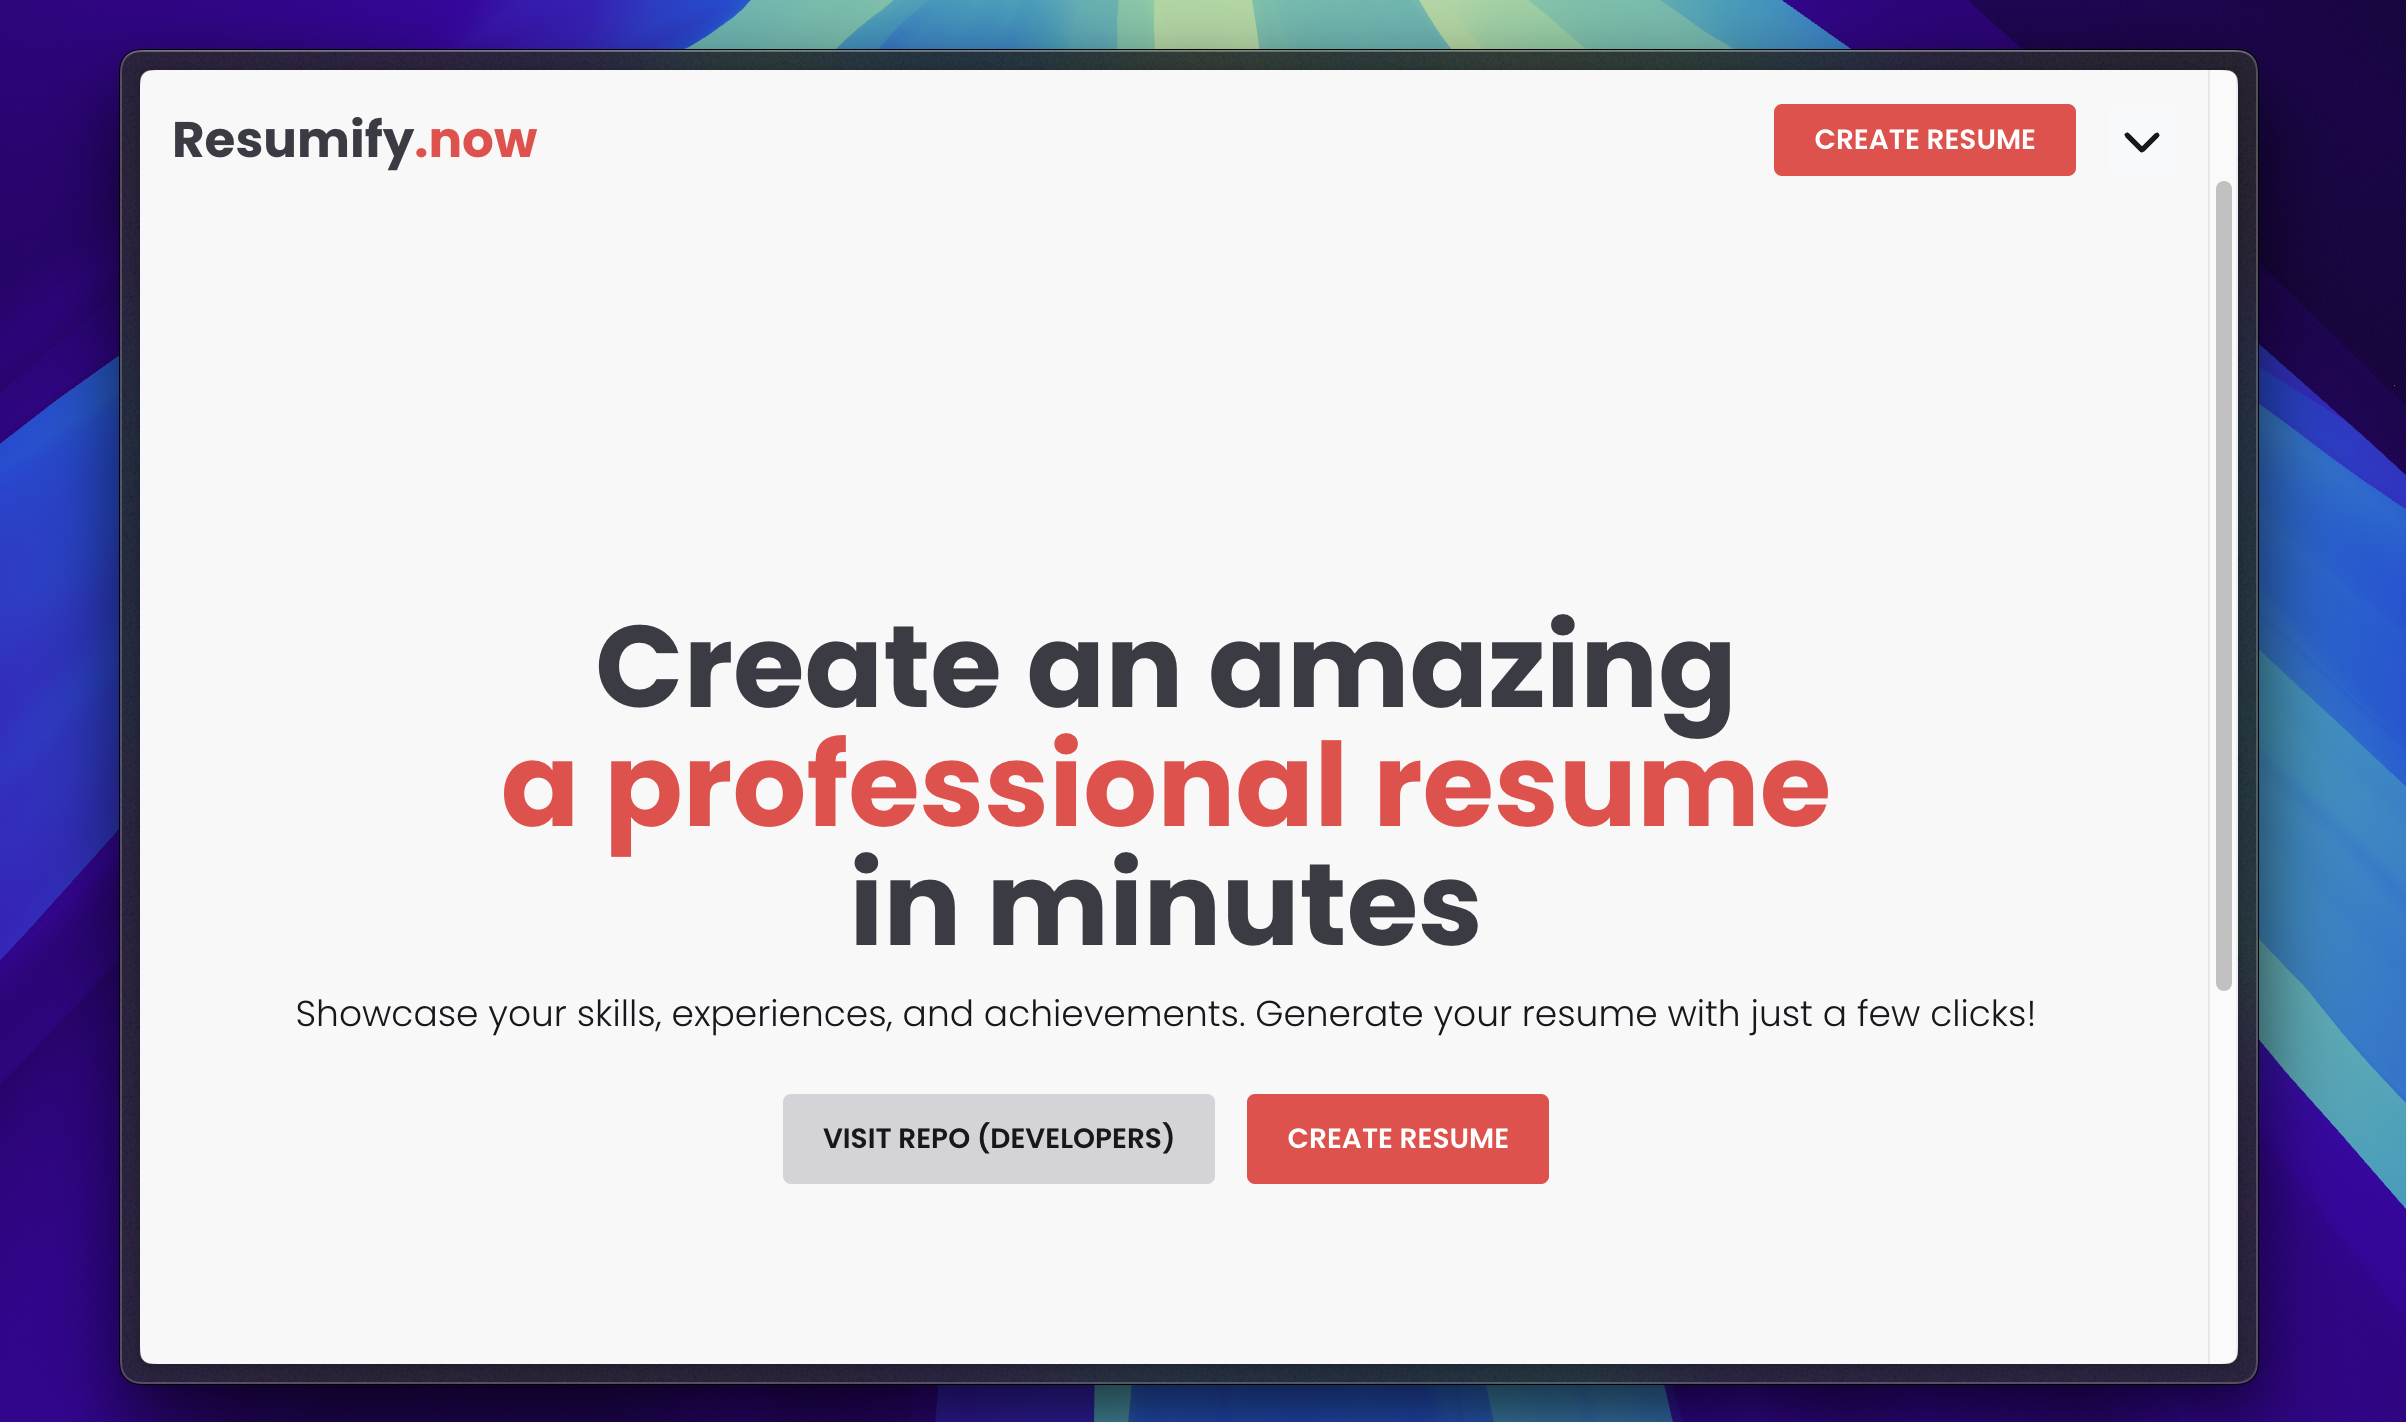 Resumify.now
CREATE RESUME
Create an amazing
a professional resume
in minutes
Showcase your skills, experiences, and achievements. Generate your resume with just a few clicks!
VISIT REPO (DEVELOPERS)
CREATE RESUME